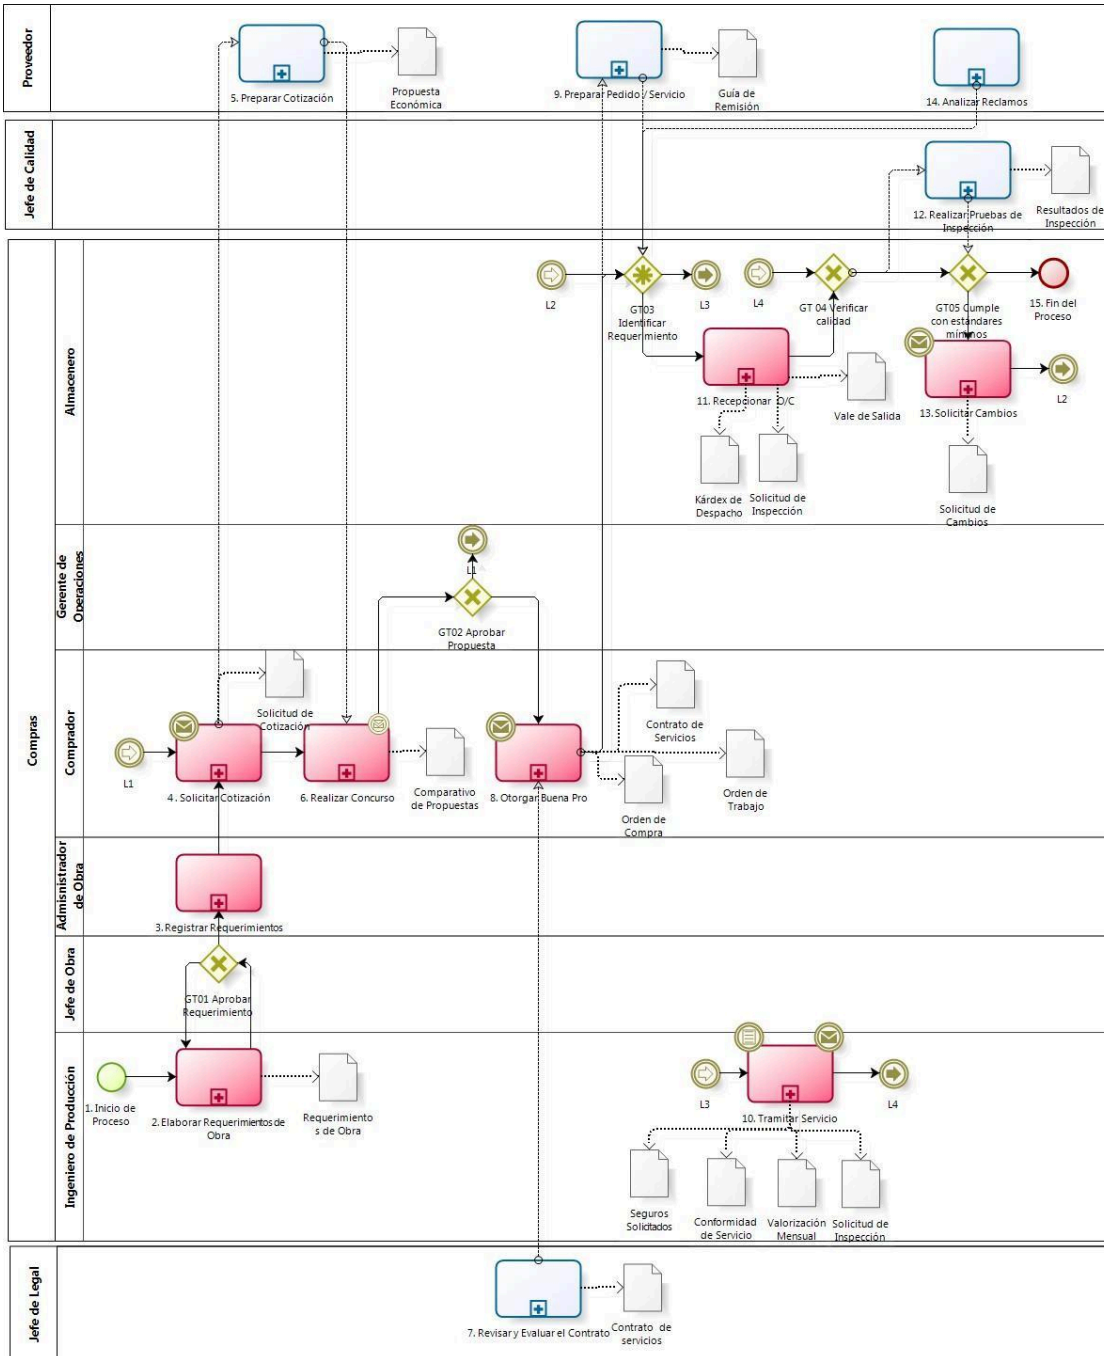 Proveedor
5. Preparar Cotización
Propuesta
Económica
9. Preparar Pedido / Servicio
Guía de
Remisión
14. Analizar Reclamos
Jefe de Calidad
12. Realizar Pruebas de
Inspección
Resultados de
Inspección
Compras
Almacenero
L2
GT03
Identificar
Requerimiento
L3
L4
GT 04 Verificar
calidad
GT05 Cumple
con estándares
mínimos
15. Fin del
Proceso
11. Recepcionar O/C
Vale de Salida
13. Solicitar Cambios
L2
Kárdex de
Despacho
Solicitud de
Inspección
Solicitud de
Cambios
Gerente de
Operaciones
L1
GT02 Aprobar
Propuesta
Comprador
Solicitud de
Cotización
Contrato de
Servicios
L1
4. Solicitar Cotización
6. Realizar Concurso
Comparativo
de Propuestas
8. Otorgar Buena Pro
Orden de
Compra
Orden de
Trabajo
Admisnistrador
de Obra
3. Registrar Requerimientos
Jefe de Obra
GT01 Aprobar
Requerimiento
Ingeniero de Producción
1. Inicio de
Proceso
2. Elaborar Requerimientos de
Obra
Requerimiento
s de Obra
L3
10. Tramitar Servicio
L4
Seguros
Solicitados
Conformidad
de Servicio
Valorización
Mensual
Solicitud de
Inspección
Jefe de Legal
7. Revisar y Evaluar el Contrato
Contrato de
servicios